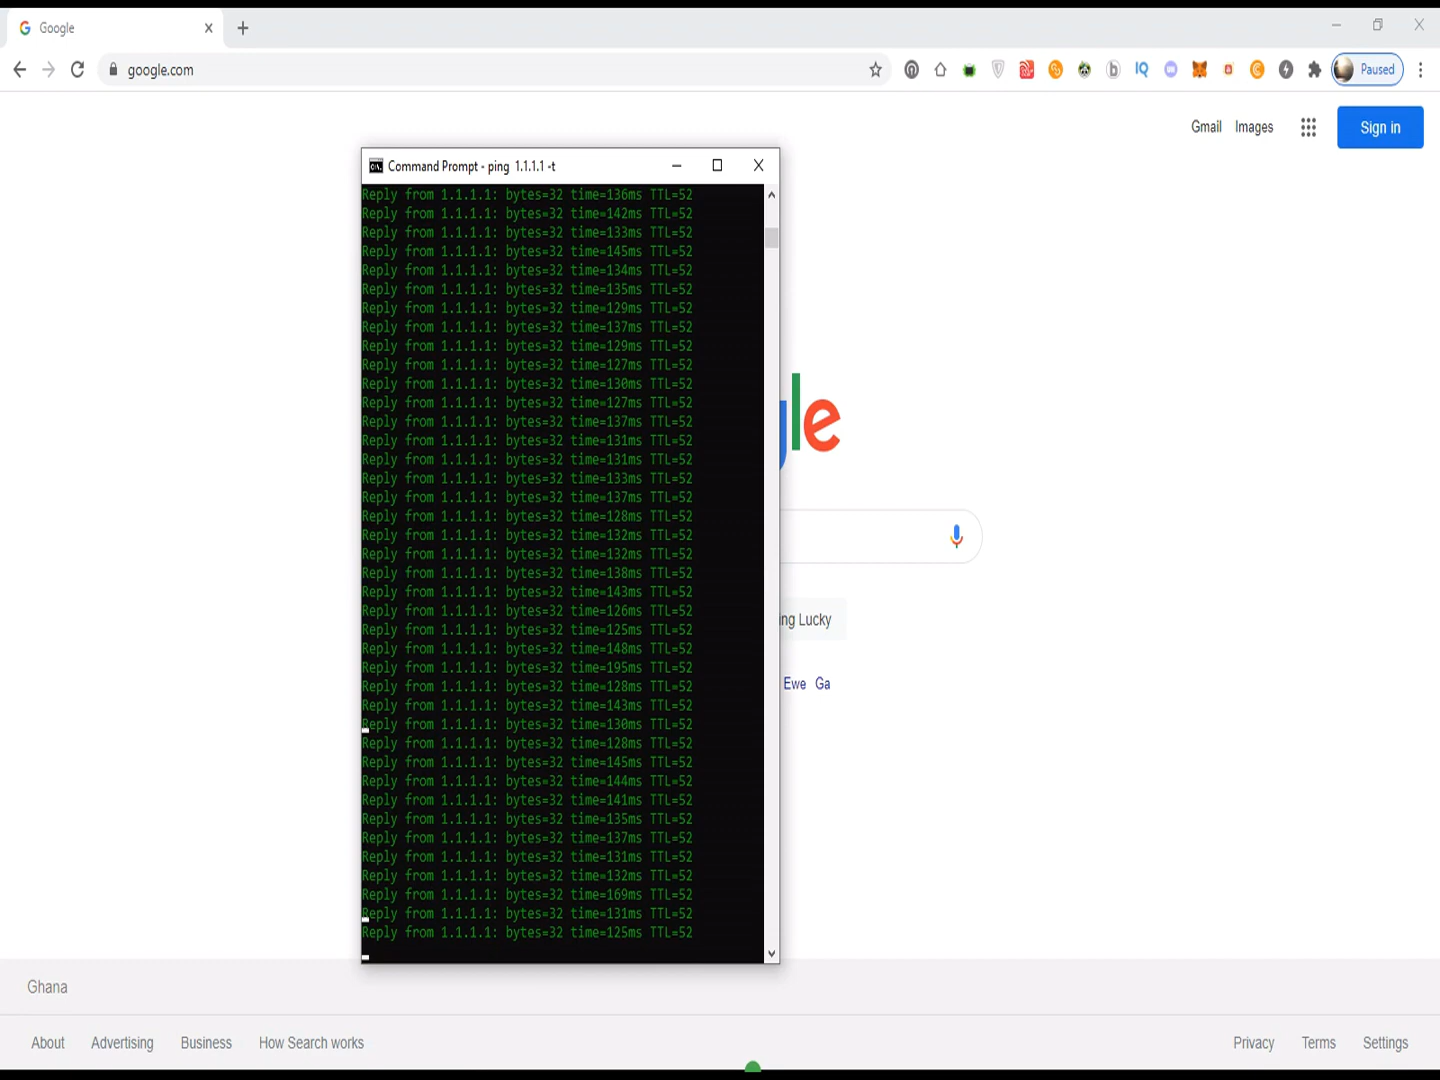 Google
google.com
Paused
Gmail Images Sign in
Command Prompt - ping 1.1.1.1 -t
Reply from 1.1.1.1: bytes=32 time=136ms TTL=52
Reply from 1.1.1.1: bytes=32 time=142ms TTL=52
Reply from 1.1.1.1: bytes=32 time=133ms TTL=52
Reply from 1.1.1.1: bytes=32 time=145ms TTL=52
Reply from 1.1.1.1: bytes=32 time=134ms TTL=52
Reply from 1.1.1.1: bytes=32 time=135ms TTL=52
Reply from 1.1.1.1: bytes=32 time=129ms TTL=52
Reply from 1.1.1.1: bytes=32 time=137ms TTL=52
Reply from 1.1.1.1: bytes=32 time=129ms TTL=52
Reply from 1.1.1.1: bytes=32 time=127ms TTL=52
Reply from 1.1.1.1: bytes=32 time=130ms TTL=52
Reply from 1.1.1.1: bytes=32 time=127ms TTL=52
Reply from 1.1.1.1: bytes=32 time=137ms TTL=52
Reply from 1.1.1.1: bytes=32 time=131ms TTL=52
Reply from 1.1.1.1: bytes=32 time=131ms TTL=52
Reply from 1.1.1.1: bytes=32 time=133ms TTL=52
Reply from 1.1.1.1: bytes=32 time=137ms TTL=52
Reply from 1.1.1.1: bytes=32 time=128ms TTL=52
Reply from 1.1.1.1: bytes=32 time=132ms TTL=52
Reply from 1.1.1.1: bytes=32 time=132ms TTL=52
Reply from 1.1.1.1: bytes=32 time=138ms TTL=52
Reply from 1.1.1.1: bytes=32 time=143ms TTL=52
Reply from 1.1.1.1: bytes=32 time=126ms TTL=52
Reply from 1.1.1.1: bytes=32 time=125ms TTL=52
Reply from 1.1.1.1: bytes=32 time=148ms TTL=52
Reply from 1.1.1.1: bytes=32 time=195ms TTL=52
Reply from 1.1.1.1: bytes=32 time=128ms TTL=52
Reply from 1.1.1.1: bytes=32 time=143ms TTL=52
Reply from 1.1.1.1: bytes=32 time=130ms TTL=52
Reply from 1.1.1.1: bytes=32 time=128ms TTL=52
Reply from 1.1.1.1: bytes=32 time=145ms TTL=52
Reply from 1.1.1.1: bytes=32 time=144ms TTL=52
Reply from 1.1.1.1: bytes=32 time=141ms TTL=52
Reply from 1.1.1.1: bytes=32 time=135ms TTL=52
Reply from 1.1.1.1: bytes=32 time=137ms TTL=52
Reply from 1.1.1.1: bytes=32 time=131ms TTL=52
Reply from 1.1.1.1: bytes=32 time=132ms TTL=52
Reply from 1.1.1.1: bytes=32 time=169ms TTL=52
Reply from 1.1.1.1: bytes=32 time=131ms TTL=52
Reply from 1.1.1.1: bytes=32 time=125ms TTL=52
le
ng Lucky
Ewe Ga
Ghana
About Advertising Business How Search works Privacy Terms Settings